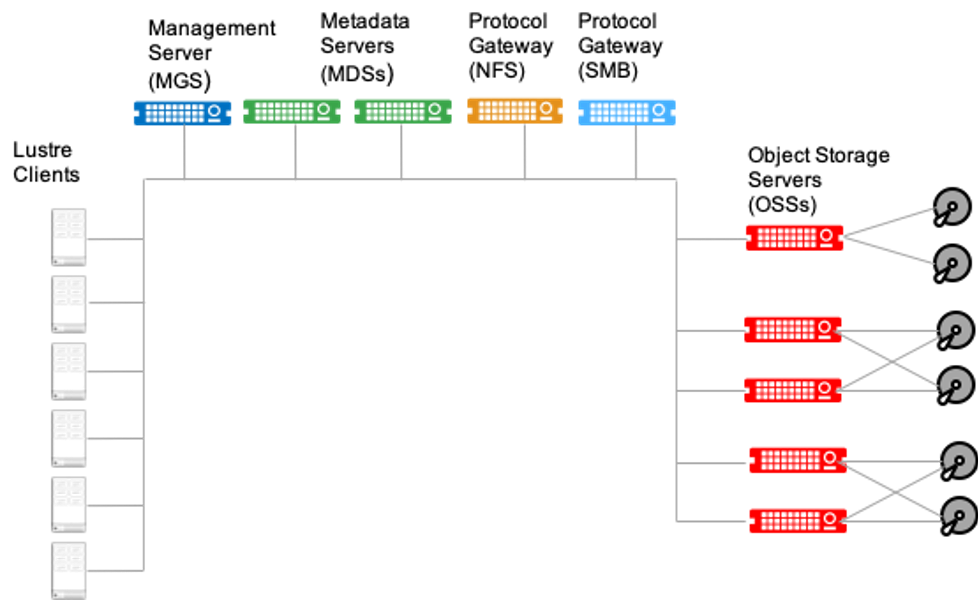 Management
Server
(MGS)
Metadata
Servers
(MDSs)
Protocol
Gateway
(NFS)
Protocol
Gateway
(SMB)
Lustre
Clients
Object Storage
Servers
(OSSs)